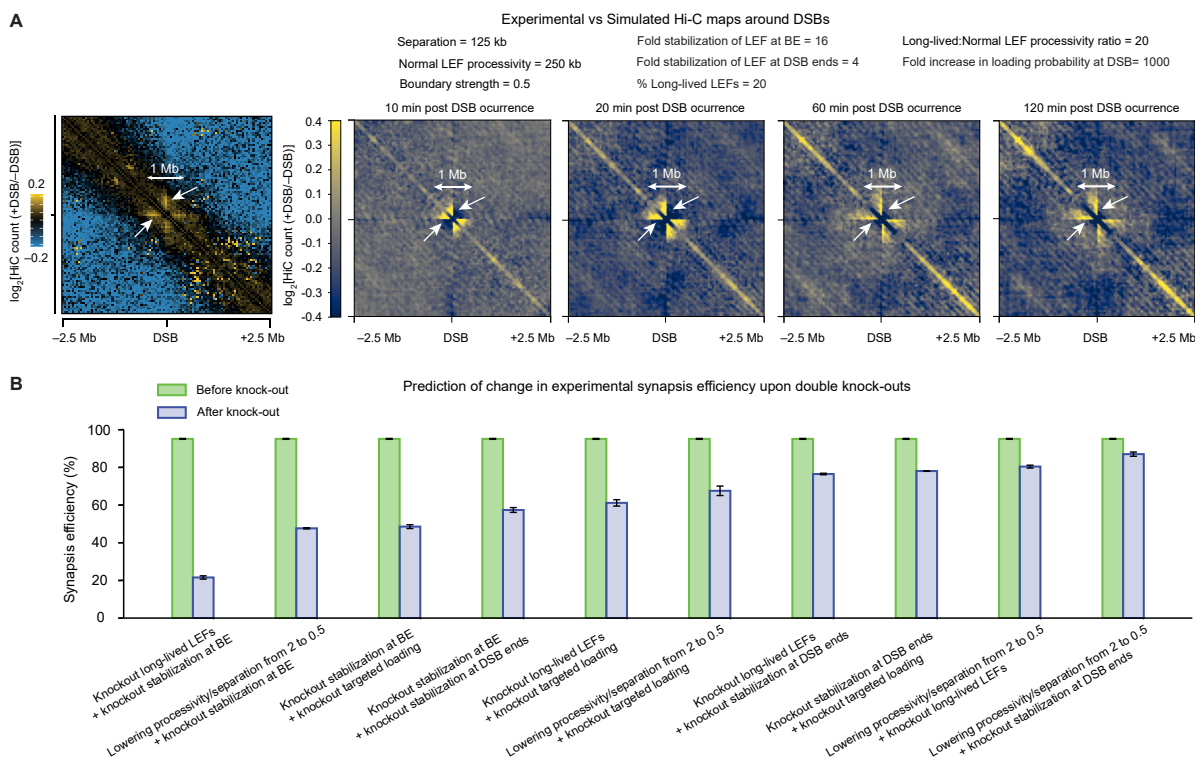 A
Experimental vs Simulated Hi-C maps around DSBs
Separation = 125 kb
Fold stabilization of LEF at BE = 16
Long-lived:Normal LEF processivity ratio = 20
Normal LEF processivity = 250 kb
Fold stabilization of LEF at DSB ends = 4
Fold increase in loading probability at DSB= 1000
Boundary strength = 0.5
% Long-lived LEFs = 20
10 min post DSB ocurrence
20 min post DSB ocurrence
60 min post DSB ocurrence
120 min post DSB ocurrence
log2[HiC count (+DSB/–DSB)]
0.2
–0.2
1 Mb
–2.5 Mb
DSB
+2.5 Mb
log2[HiC count (+DSB/–DSB)]
0.4
0.2
0.0
-0.1
-0.2
-0.3
-0.4
1 Mb
1 Mb
1 Mb
1 Mb
–2.5 Mb
DSB
+2.5 Mb
–2.5 Mb
DSB
+2.5 Mb
–2.5 Mb
DSB
+2.5 Mb
–2.5 Mb
DSB
+2.5 Mb
B
Prediction of change in experimental synapsis efficiency upon double knock-outs
Before knock-out
After knock-out
Synapsis efficiency (%)
100
80
60
40
20
0
Knockout long-lived LEFs
+ knockout stabilization at BE
Lowering processivity/separation from 2 to 0.5
+ knockout stabilization at BE
Knockout stabilization at BE
+ knockout targeted loading
Knockout stabilization at BE
+ knockout stabilization at DSB ends
Knockout long-lived LEFs
+ knockout targeted loading
Lowering processivity/separation from 2 to 0.5
+ knockout targeted loading
Knockout long-lived LEFs
+ knockout stabilization at DSB ends
Knockout stabilization at DSB ends
+ knockout targeted loading
Lowering processivity/separation from 2 to 0.5
+ knockout long-lived LEFs
Lowering processivity/separation from 2 to 0.5
+ knockout stabilization at DSB ends